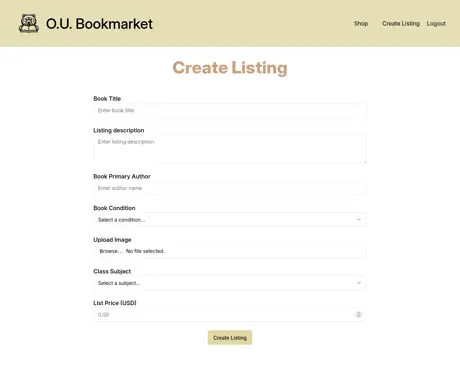 O.U. Bookmarket
Shop Create Listing Logout
Create Listing
Book Title
Enter book title
Listing description
Enter listing description
Book Primary Author
Enter author name
Book Condition
Select a condition...
Upload Image
Browse... No file selected.
Class Subject
Select a subject...
List Price (USD)
0.00
Create Listing